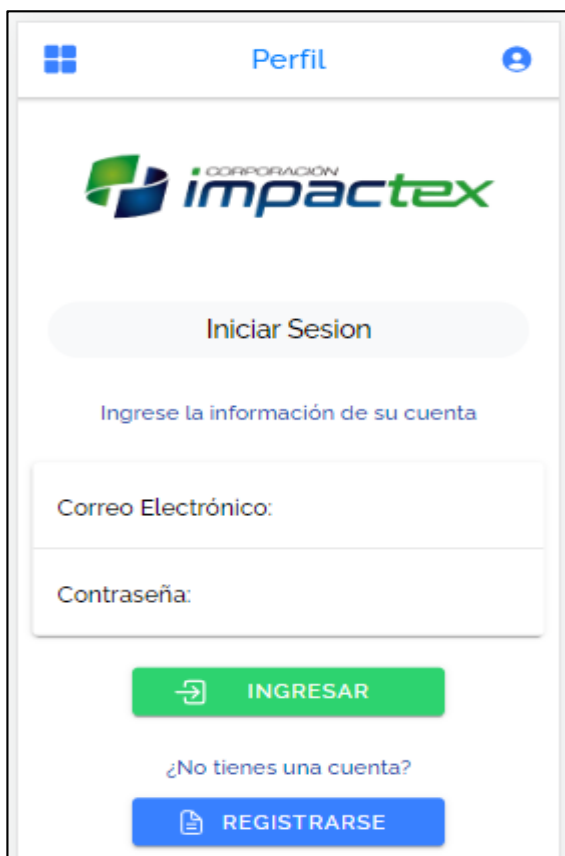 Perfil
CORPORACIÓN
impactex
Iniciar Sesion
Ingrese la información de su cuenta
Correo Electrónico:
Contraseña:
INGRESAR
¿No tienes una cuenta?
REGISTRARSE